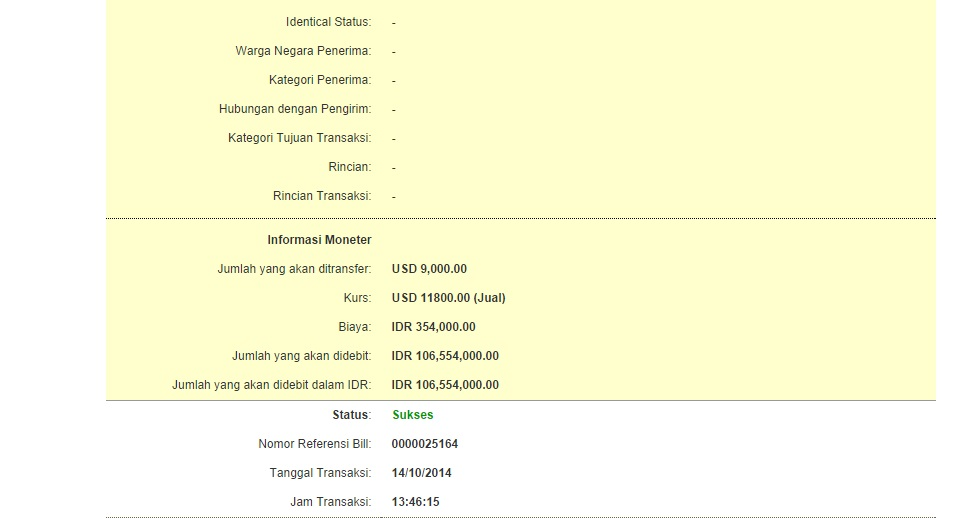 Identical Status: -
Warga Negara Penerima: -
Kategori Penerima: -
Hubungan dengan Pengirim: -
Kategori Tujuan Transaksi: -
Rincian: -
Rincian Transaksi: -
Informasi Moneter
Jumlah yang akan ditransfer: USD 9,000.00
Kurs: USD 11800.00 (Jual)
Biaya: IDR 354,000.00
Jumlah yang akan didebit: IDR 106,554,000.00
Jumlah yang akan didebit dalam IDR: IDR 106,554,000.00
Status: Sukses
Nomor Referensi Bill: 0000025164
Tanggal Transaksi: 14/10/2014
Jam Transaksi: 13:46:15